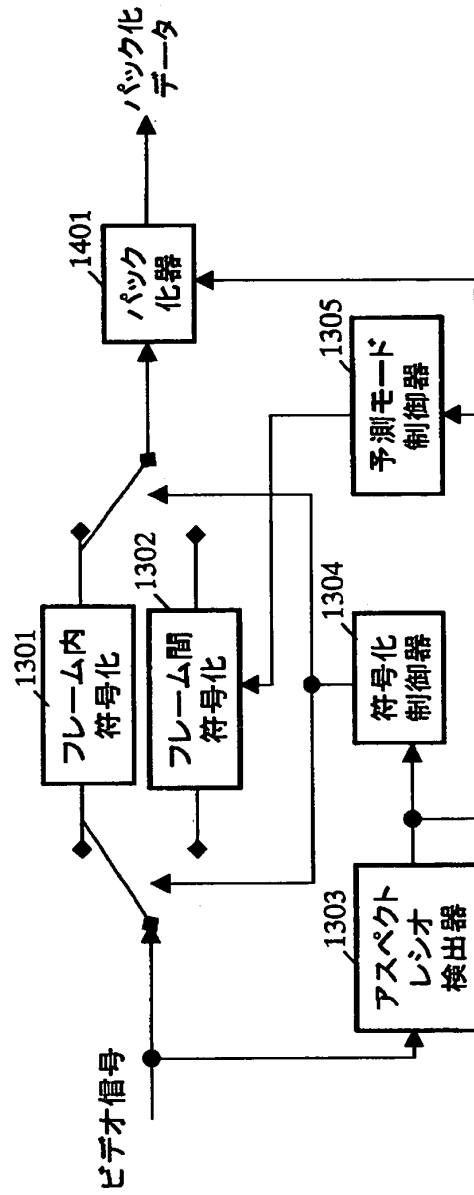 ビデオ信号
1301
フレーム内
符号化
1302
フレーム間
符号化
1401
パック
化器
パック化
データ
1303
アスペクト
レシオ
検出器
1304
符号化
制御器
1305
予測モード
制御器